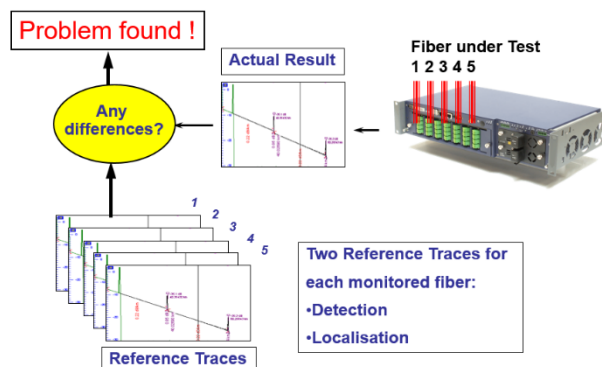 Problem found !
Actual Result
Fiber under Test
1 2 3 4 5
Any
differences?
1
2
3
4
5
Two Reference Traces for
each monitored fiber:
•Detection
•Localisation
Reference Traces